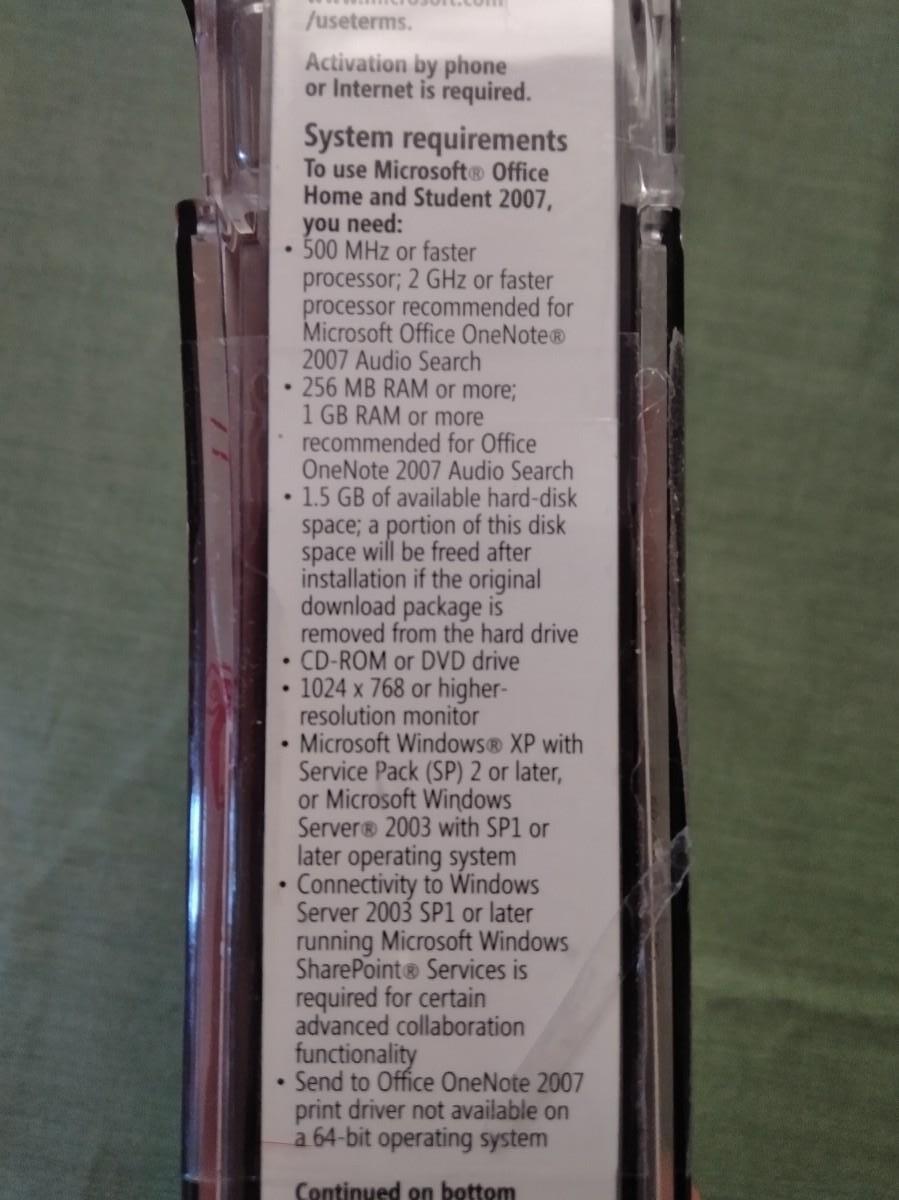 www.microsoft.com
/useterms.
Activation by phone
or Internet is required.
System requirements
To use Microsoft® Office
Home and Student 2007,
you need:
• 500 MHz or faster
processor; 2 GHz or faster
processor recommended for
Microsoft Office OneNote®
2007 Audio Search
• 256 MB RAM or more;
1 GB RAM or more
recommended for Office
OneNote 2007 Audio Search
• 1.5 GB of available hard-disk
space; a portion of this disk
space will be freed after
installation if the original
download package is
removed from the hard drive
• CD-ROM or DVD drive
• 1024 x 768 or higher-
resolution monitor
• Microsoft Windows® XP with
Service Pack (SP) 2 or later,
or Microsoft Windows
Server® 2003 with SP1 or
later operating system
• Connectivity to Windows
Server 2003 SP1 or later
running Microsoft Windows
SharePoint® Services is
required for certain
advanced collaboration
functionality
• Send to Office OneNote 2007
print driver not available on
a 64-bit operating system
Continued on bottom